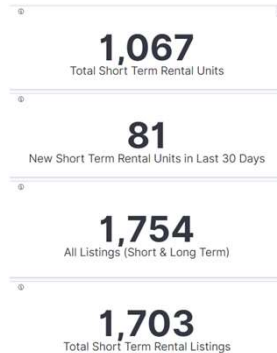 1,067
Total Short Term Rental Units
81
New Short Term Rental Units in Last 30 Days
1,754
All Listings (Short & Long Term)
1,703
Total Short Term Rental Listings